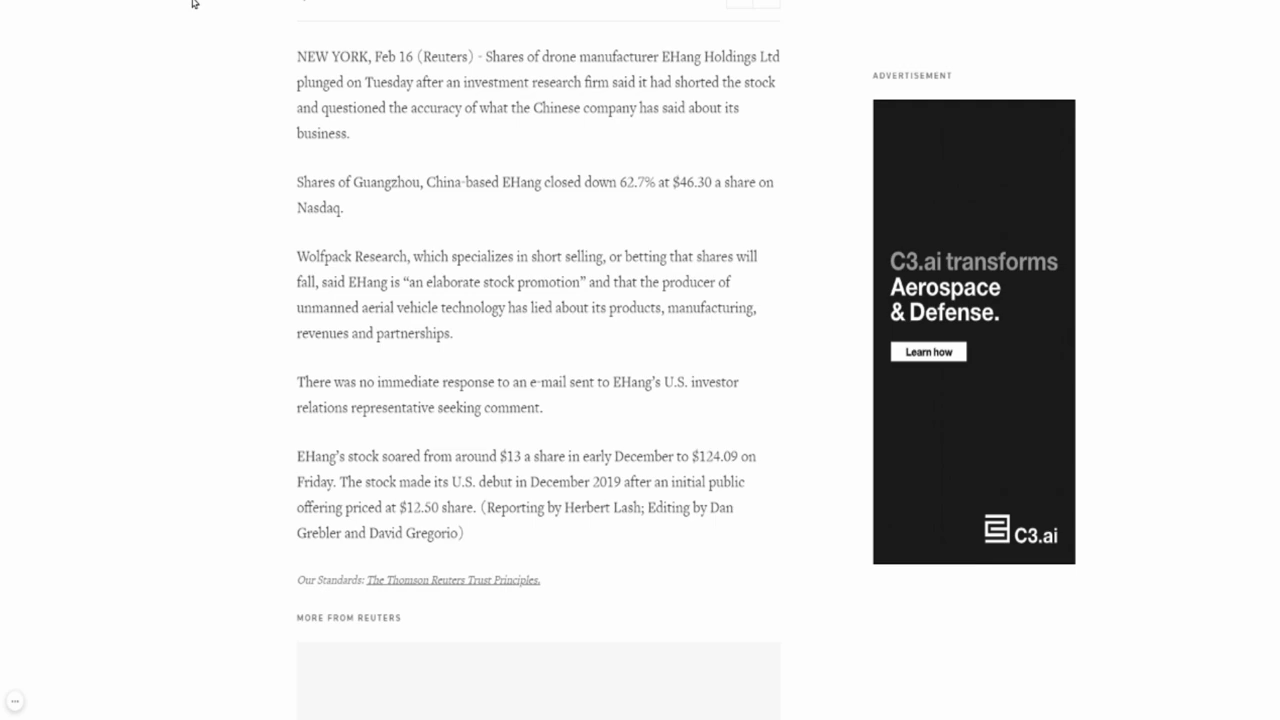 NEW YORK, Feb 16 (Reuters) - Shares of drone manufacturer EHang Holdings Ltd
plunged on Tuesday after an investment research firm said it had shorted the stock
and questioned the accuracy of what the Chinese company has said about its
business.
Shares of Guangzhou, China-based EHang closed down 62.7% at $46.30 a share on
Nasdaq.
Wolfpack Research, which specializes in short selling, or betting that shares will
fall, said EHang is “an elaborate stock promotion” and that the producer of
unmanned aerial vehicle technology has lied about its products, manufacturing,
revenues and partnerships.
There was no immediate response to an e-mail sent to EHang’s U.S. investor
relations representative seeking comment.
EHang’s stock soared from around $13 a share in early December to $124.09 on
Friday. The stock made its U.S. debut in December 2019 after an initial public
offering priced at $12.50 share. (Reporting by Herbert Lash; Editing by Dan
Grebler and David Gregorio)
Our Standards: The Thomson Reuters Trust Principles.
MORE FROM REUTERS
ADVERTISEMENT
C3.ai transforms
Aerospace
& Defense.
Learn how
C3.ai